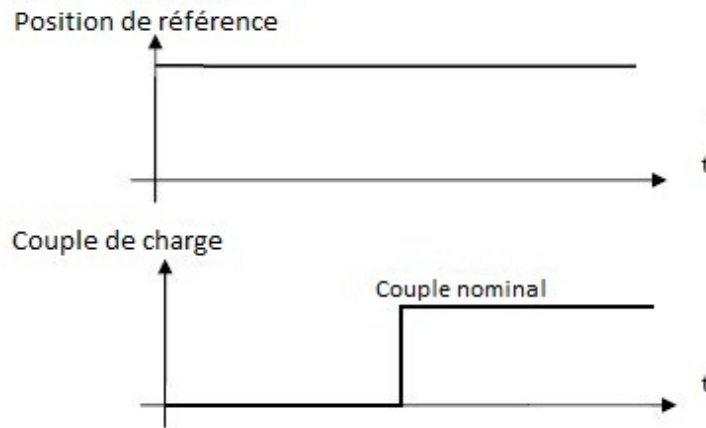 Position de référence
t
Couple de charge
Couple nominal
t